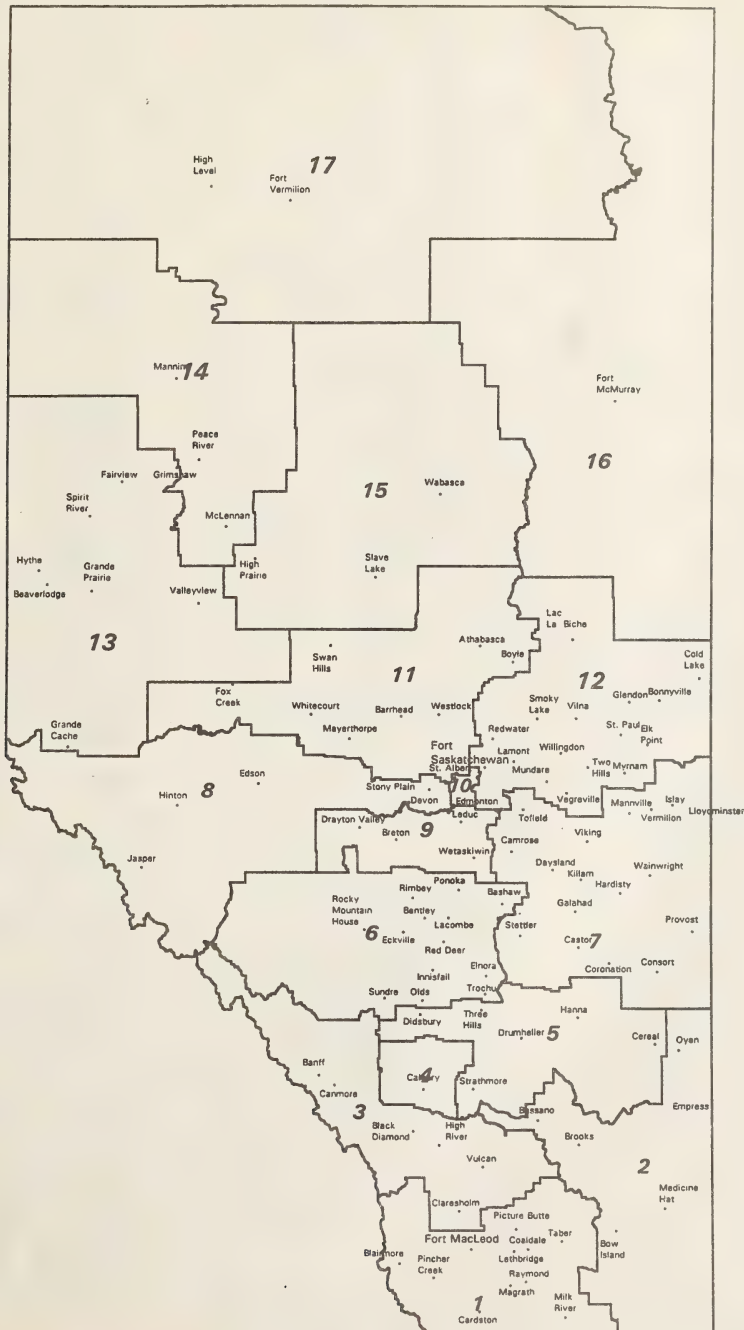 17
High
Level
Fort
Vermilion
Mannin
14
Fort
McMurray
Peace
River
16
Fairview
Grimshaw
15
Wabasca
Spirit
River
McLennan
Hythe
Grande
Prairie
High
Prairie
Slave
Lake
Beaverlodge
Valleyview
Lac
La Biche
13
Athabasca
Swan
Hills
Boyle
Cold
Lake
11
12
Fox
Creek
Smoky
Lake
Vilna
Glendon
Bonnyville
Whitecourt
Barrhead
Westlock
Grande
Cache
Mayerthorpe
Redwater
St. Paul
Elk
Point
Fort
Saskatchewan
Lamont
Willingdon
St. Alber
Mundare
Two
Hills
Myrnam
8
Edson
Stony Plain
10
Hinton
Devon
Edmonton
Vegreville
Mannville
Islay
Vermilion
Lloydminster
Drayton Valley
9
Leduc
Tofield
Breton
Viking
Wetaskiwin
Camrose
Jasper
Daysland
Killam
Wainwright
Ponoka
Hardisty
Rimbey
Bashaw
Rocky
Mountain
House
Bentley
Lacombe
Galahad
6
Eckville
Stettler
Provost
Red Deer
Castor
7
Innisfail
Elnora
Coronation
Consort
Sundre
Olds
Trochu
Didsbury
Three
Hills
Hanna
Drumheller
5
Cereal
Oyan
Banff
4
Calgary
Strathmore
Canmore
3
Bassano
Empress
Black
Diamond
High
River
Brooks
Vulcan
2
Medicine
Hat
Claresholm
Picture Butte
Fort MacLeod
Coaldale
Taber
Bow
Island
Blairmore
Pincher
Creek
Lethbridge
Raymond
Magrath
1
Milk
River
Cardston